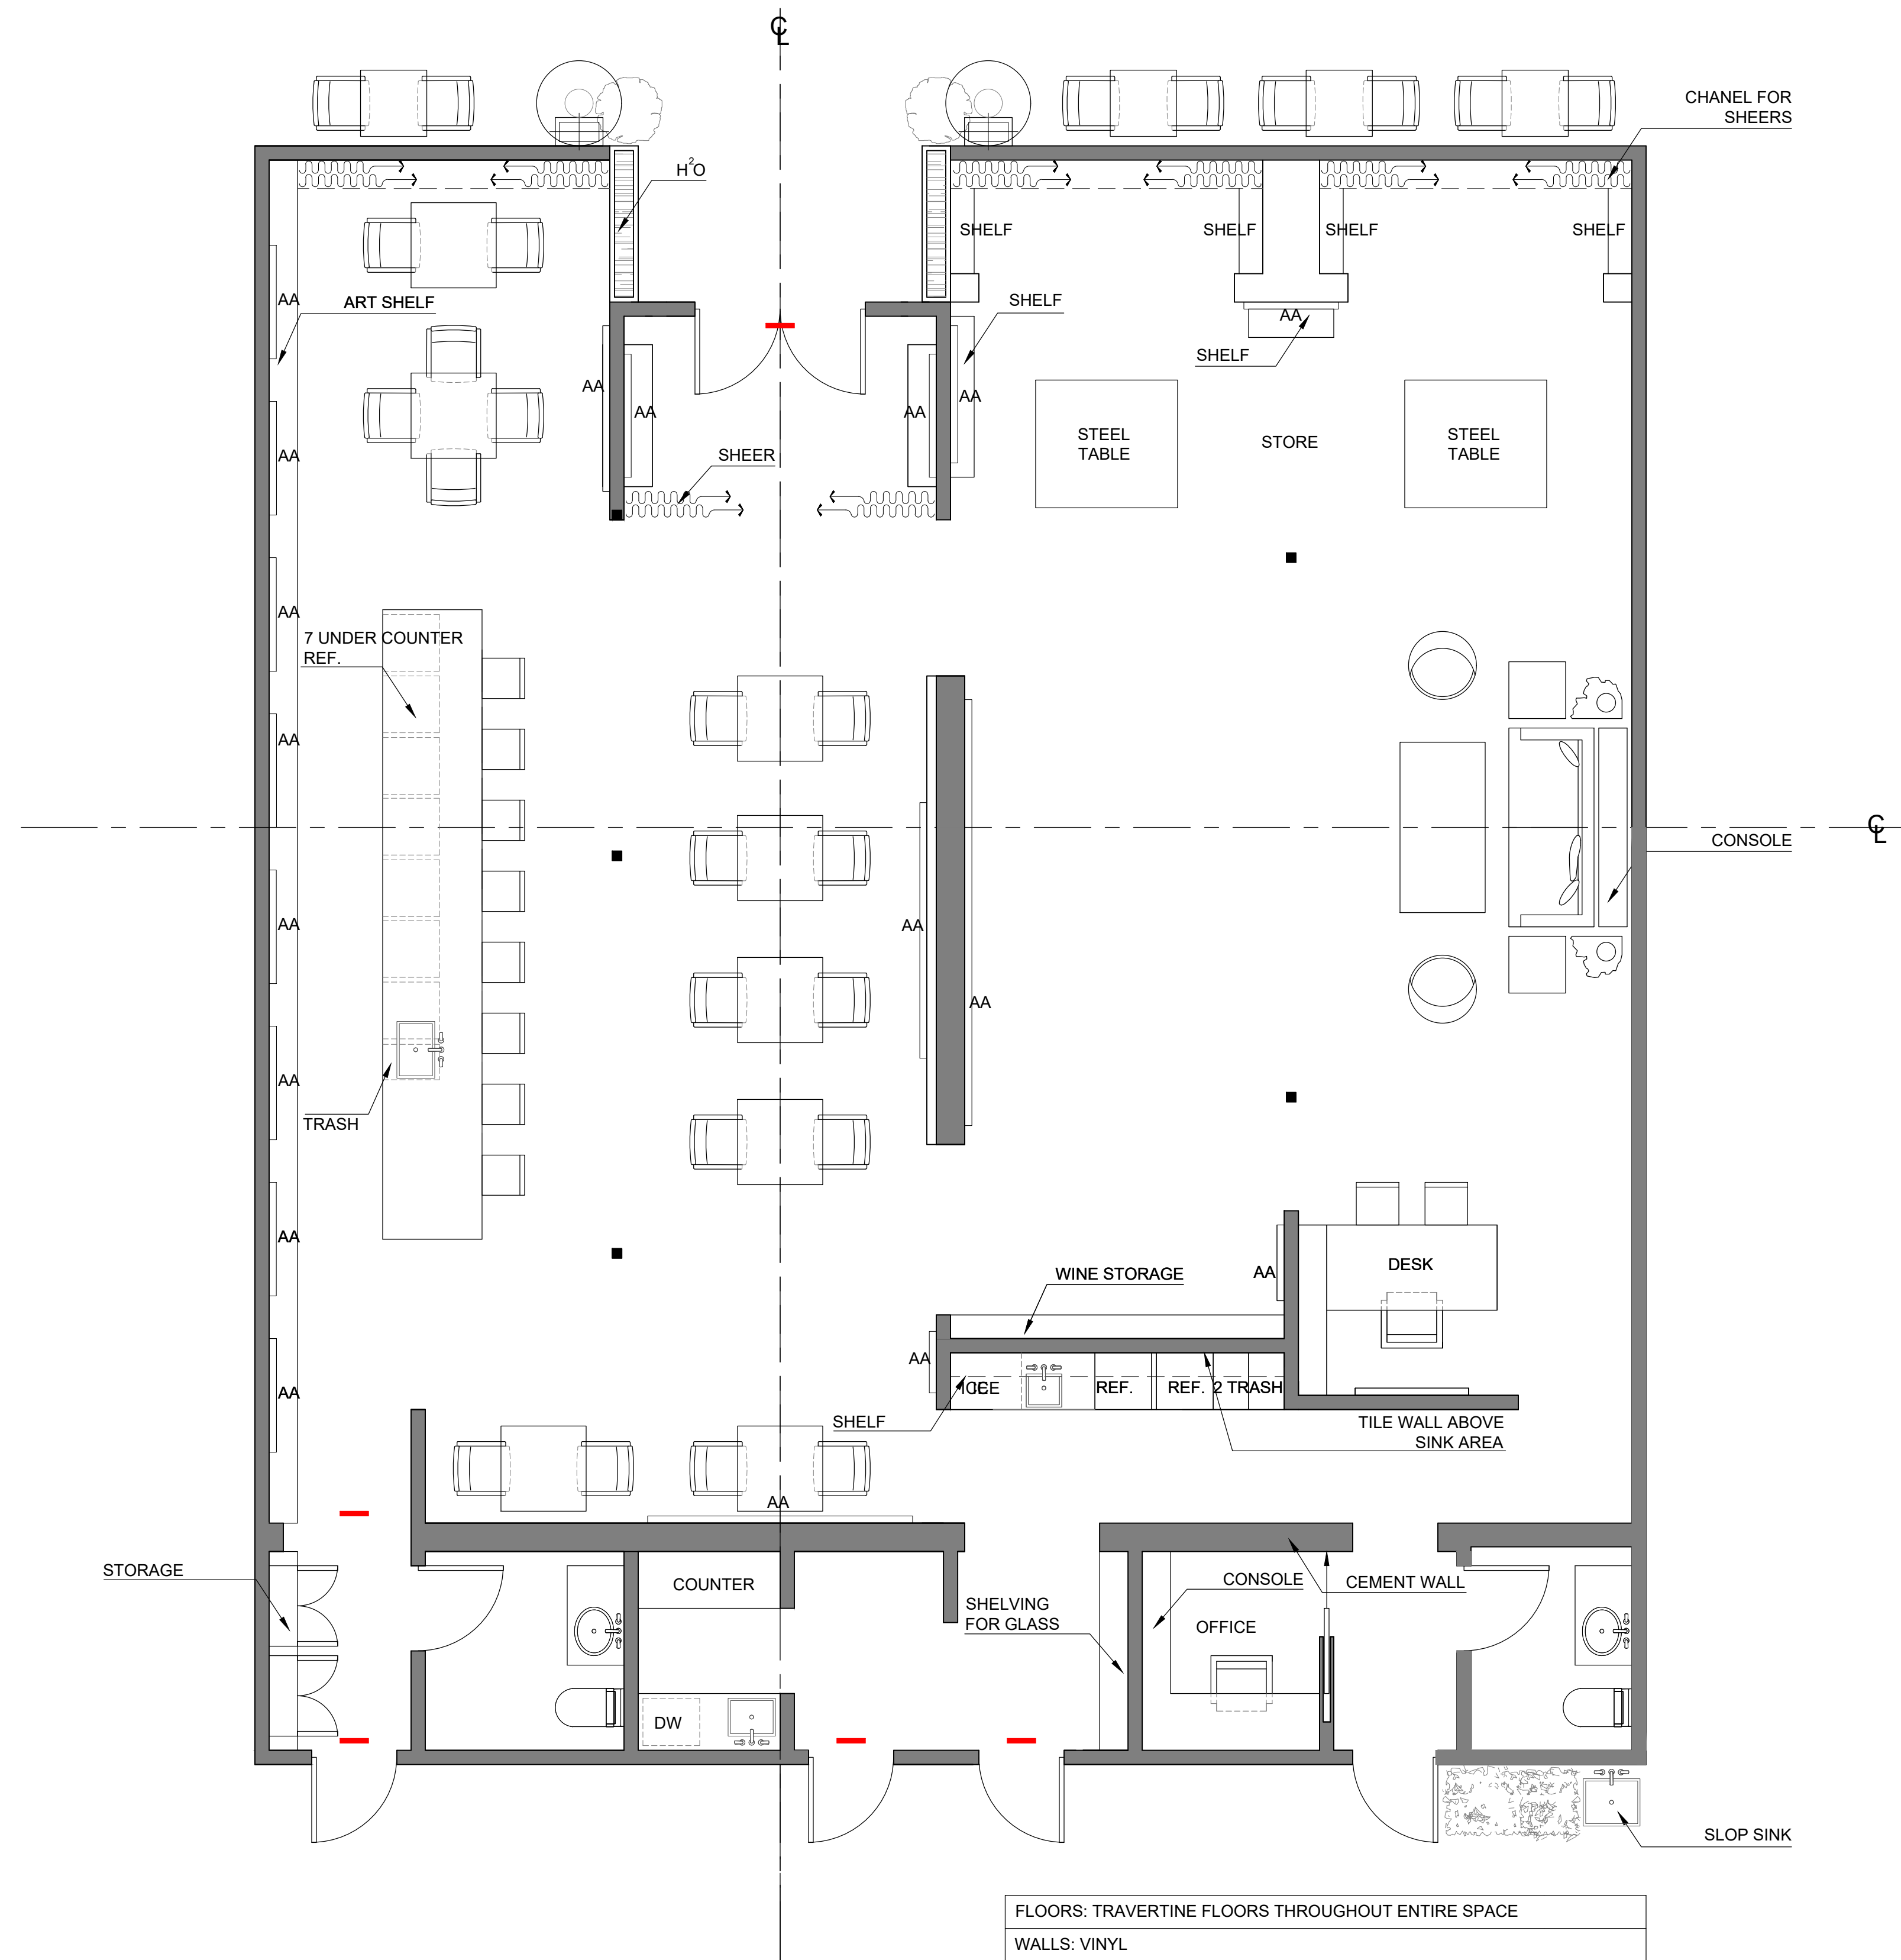 CL
CHANEL FOR
SHEERS
H2O
SHELF
SHELF
SHELF
SHELF
AA
ART SHELF
SHELF
AA
SHELF
AA
AA
AA
AA
STEEL
TABLE
STORE
STEEL
TABLE
AA
SHEER
AA
7 UNDER COUNTER
REF.
AA
CL
CONSOLE
AA
AA
AA
AA
TRASH
AA
WINE STORAGE
AA
DESK
AA
AA
ICE
REF.
REF.
2 TRASH
SHELF
TILE WALL ABOVE
SINK AREA
AA
STORAGE
COUNTER
SHELVING
FOR GLASS
CONSOLE
CEMENT WALL
OFFICE
DW
SLOP SINK
FLOORS: TRAVERTINE FLOORS THROUGHOUT ENTIRE SPACE
WALLS: VINYL